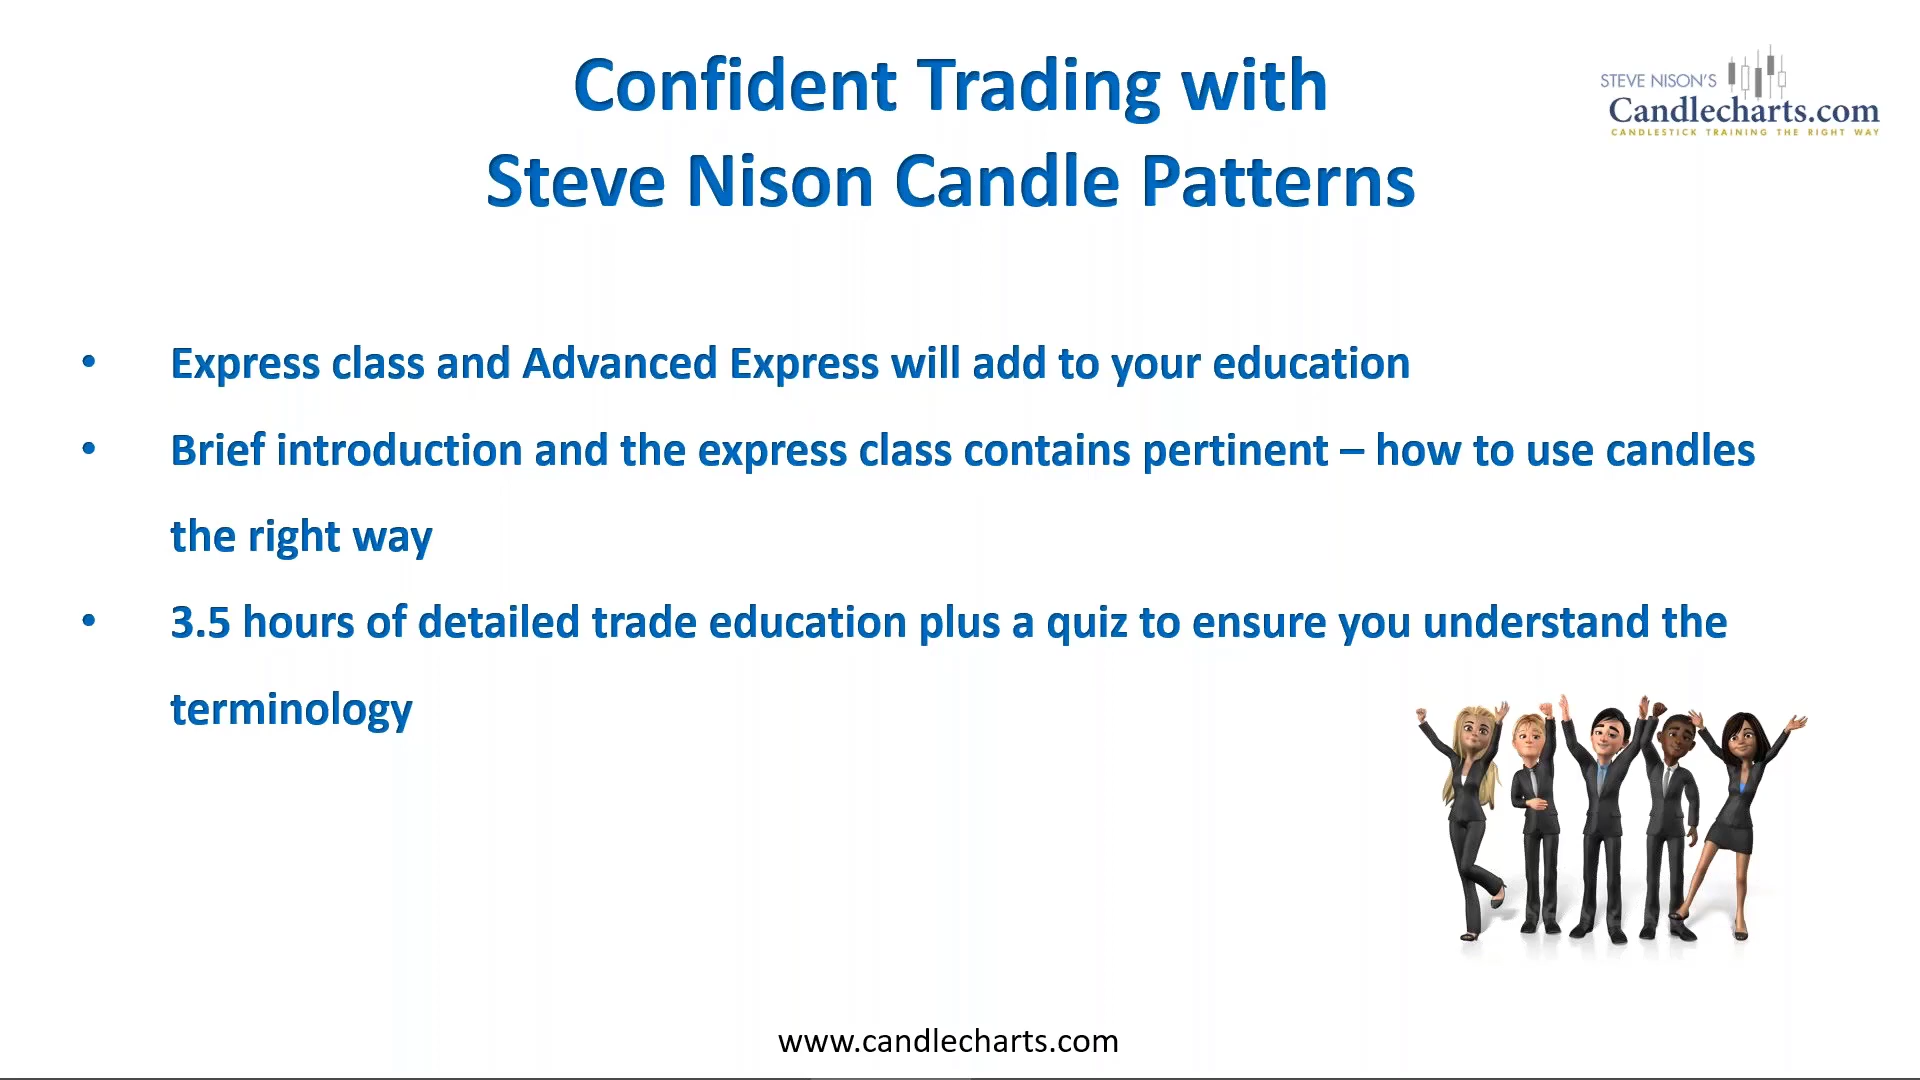 Confident Trading with
Steve Nison Candle Patterns
STEVE NISON'S
Candlecharts.com
CANDLESTICK TRAINING THE RIGHT WAY
• Express class and Advanced Express will add to your education
• Brief introduction and the express class contains pertinent – how to use candles
the right way
• 3.5 hours of detailed trade education plus a quiz to ensure you understand the
terminology
www.candlecharts.com